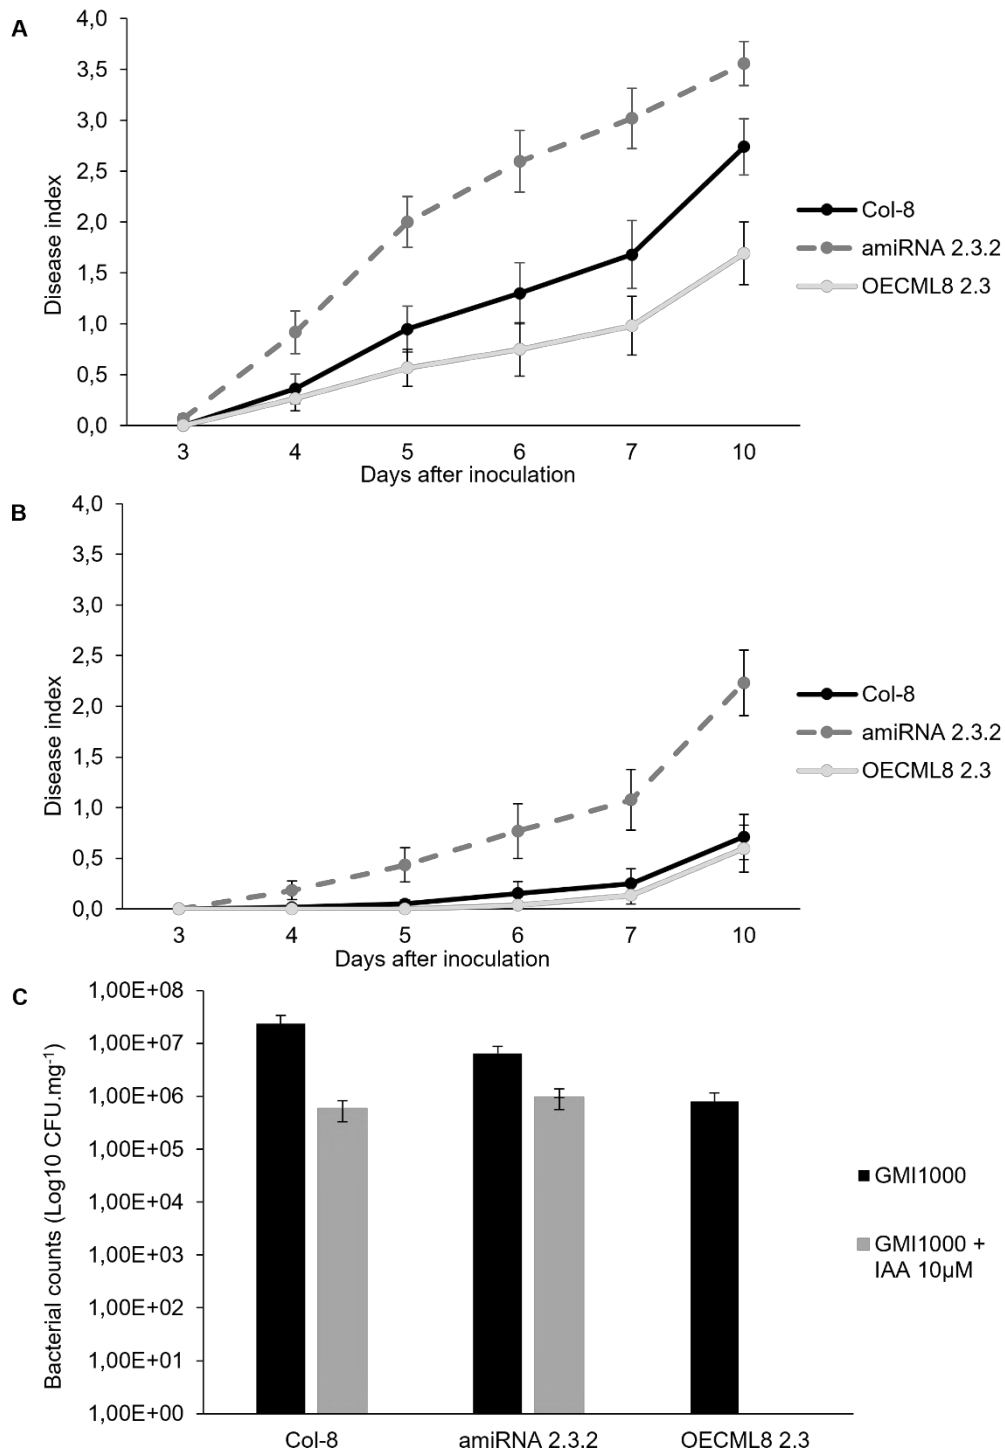 A
4,0
3,5
3,0
2,5
2,0
1,5
1,0
0,5
0,0
Disease index
3 4 5 6 7 10
Days after inoculation
Col-8
amiRNA 2.3.2
OECML8 2.3
B
4,0
3,5
3,0
2,5
2,0
1,5
1,0
0,5
0,0
Disease index
3 4 5 6 7 10
Days after inoculation
Col-8
amiRNA 2.3.2
OECML8 2.3
C
1,00E+08
1,00E+07
1,00E+06
1,00E+05
1,00E+04
1,00E+03
1,00E+02
1,00E+01
1,00E+00
Bacterial counts (Log10 CFU.mg⁻¹)
Col-8 amiRNA 2.3.2 OECML8 2.3
GMI1000
GMI1000 +
IAA 10µM